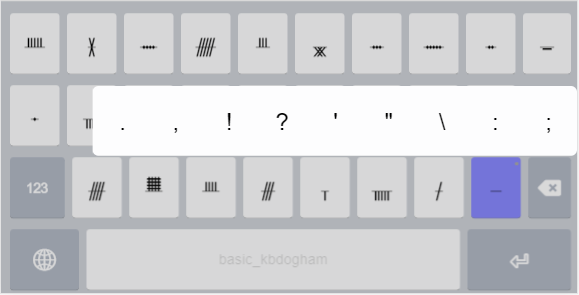 ᚊ ᚕ ᚓ ᚏ ᚈ ᚘ ᚒ ᚔ ᚑ ᚚ
ᚐ
. , ! ? ' " \ : ;
123 ᚎ ᚙ ᚉ ᚍ ᚁ ᚅ ᚋ  
basic_kbdogham